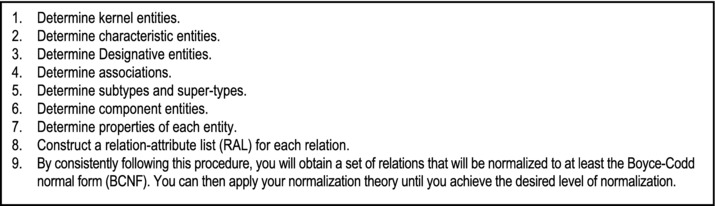 1. Determine kernel entities.
2. Determine characteristic entities.
3. Determine Designative entities.
4. Determine associations.
5. Determine subtypes and super-types.
6. Determine component entities.
7. Determine properties of each entity.
8. Construct a relation-attribute list (RAL) for each relation.
9. By consistently following this procedure, you will obtain a set of relations that will be normalized to at least the Boyce-Codd
normal form (BCNF). You can then apply your normalization theory until you achieve the desired level of normalization.